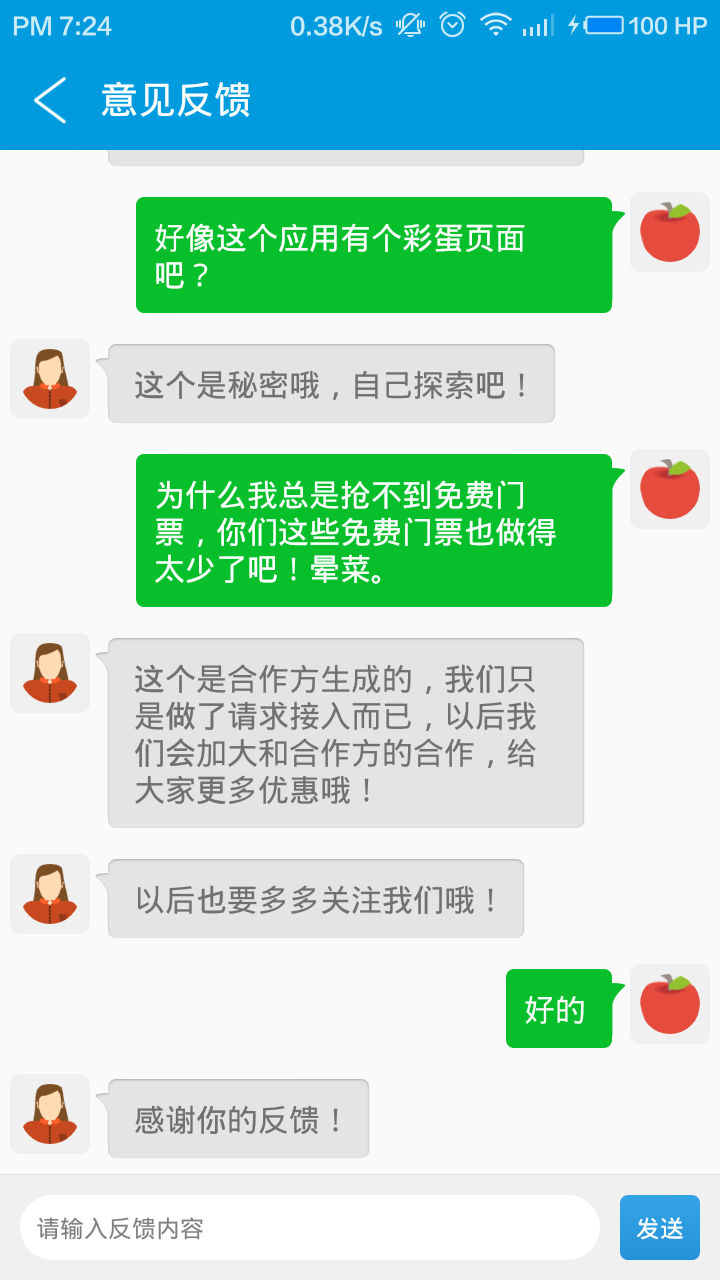 PM 7:24
0.38K/s
100 HP
意见反馈
好像这个应用有个彩蛋页面
吧？
这个是秘密哦，自己探索吧！
为什么我总是抢不到免费门
票，你们这些免费门票也做得
太少了吧！晕菜。
这个是合作方生成的，我们只
是做了请求接入而已，以后我
们会加大和合作方的合作，给
大家更多优惠哦！
以后也要多多关注我们哦！
好的
感谢你的反馈！
请输入反馈内容
发送